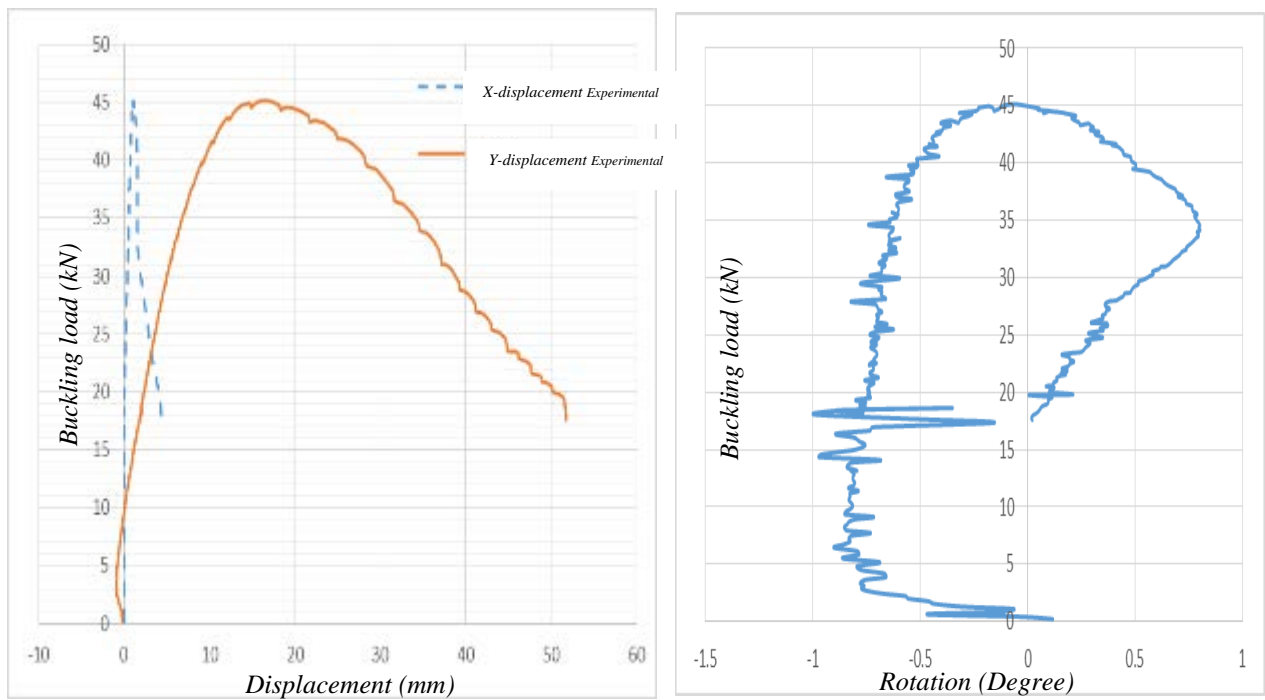 50
45
40
35
30
25
20
15
10
5
0
Buckling load (kN)
X-displacement Experimental
Y-displacement Experimental
-10 0 10 20 30 40 50 60
Displacement (mm)
50
45
40
35
30
25
20
15
10
5
0
Buckling load (kN)
-1.5 -1 -0.5 0 0.5 1
Rotation (Degree)